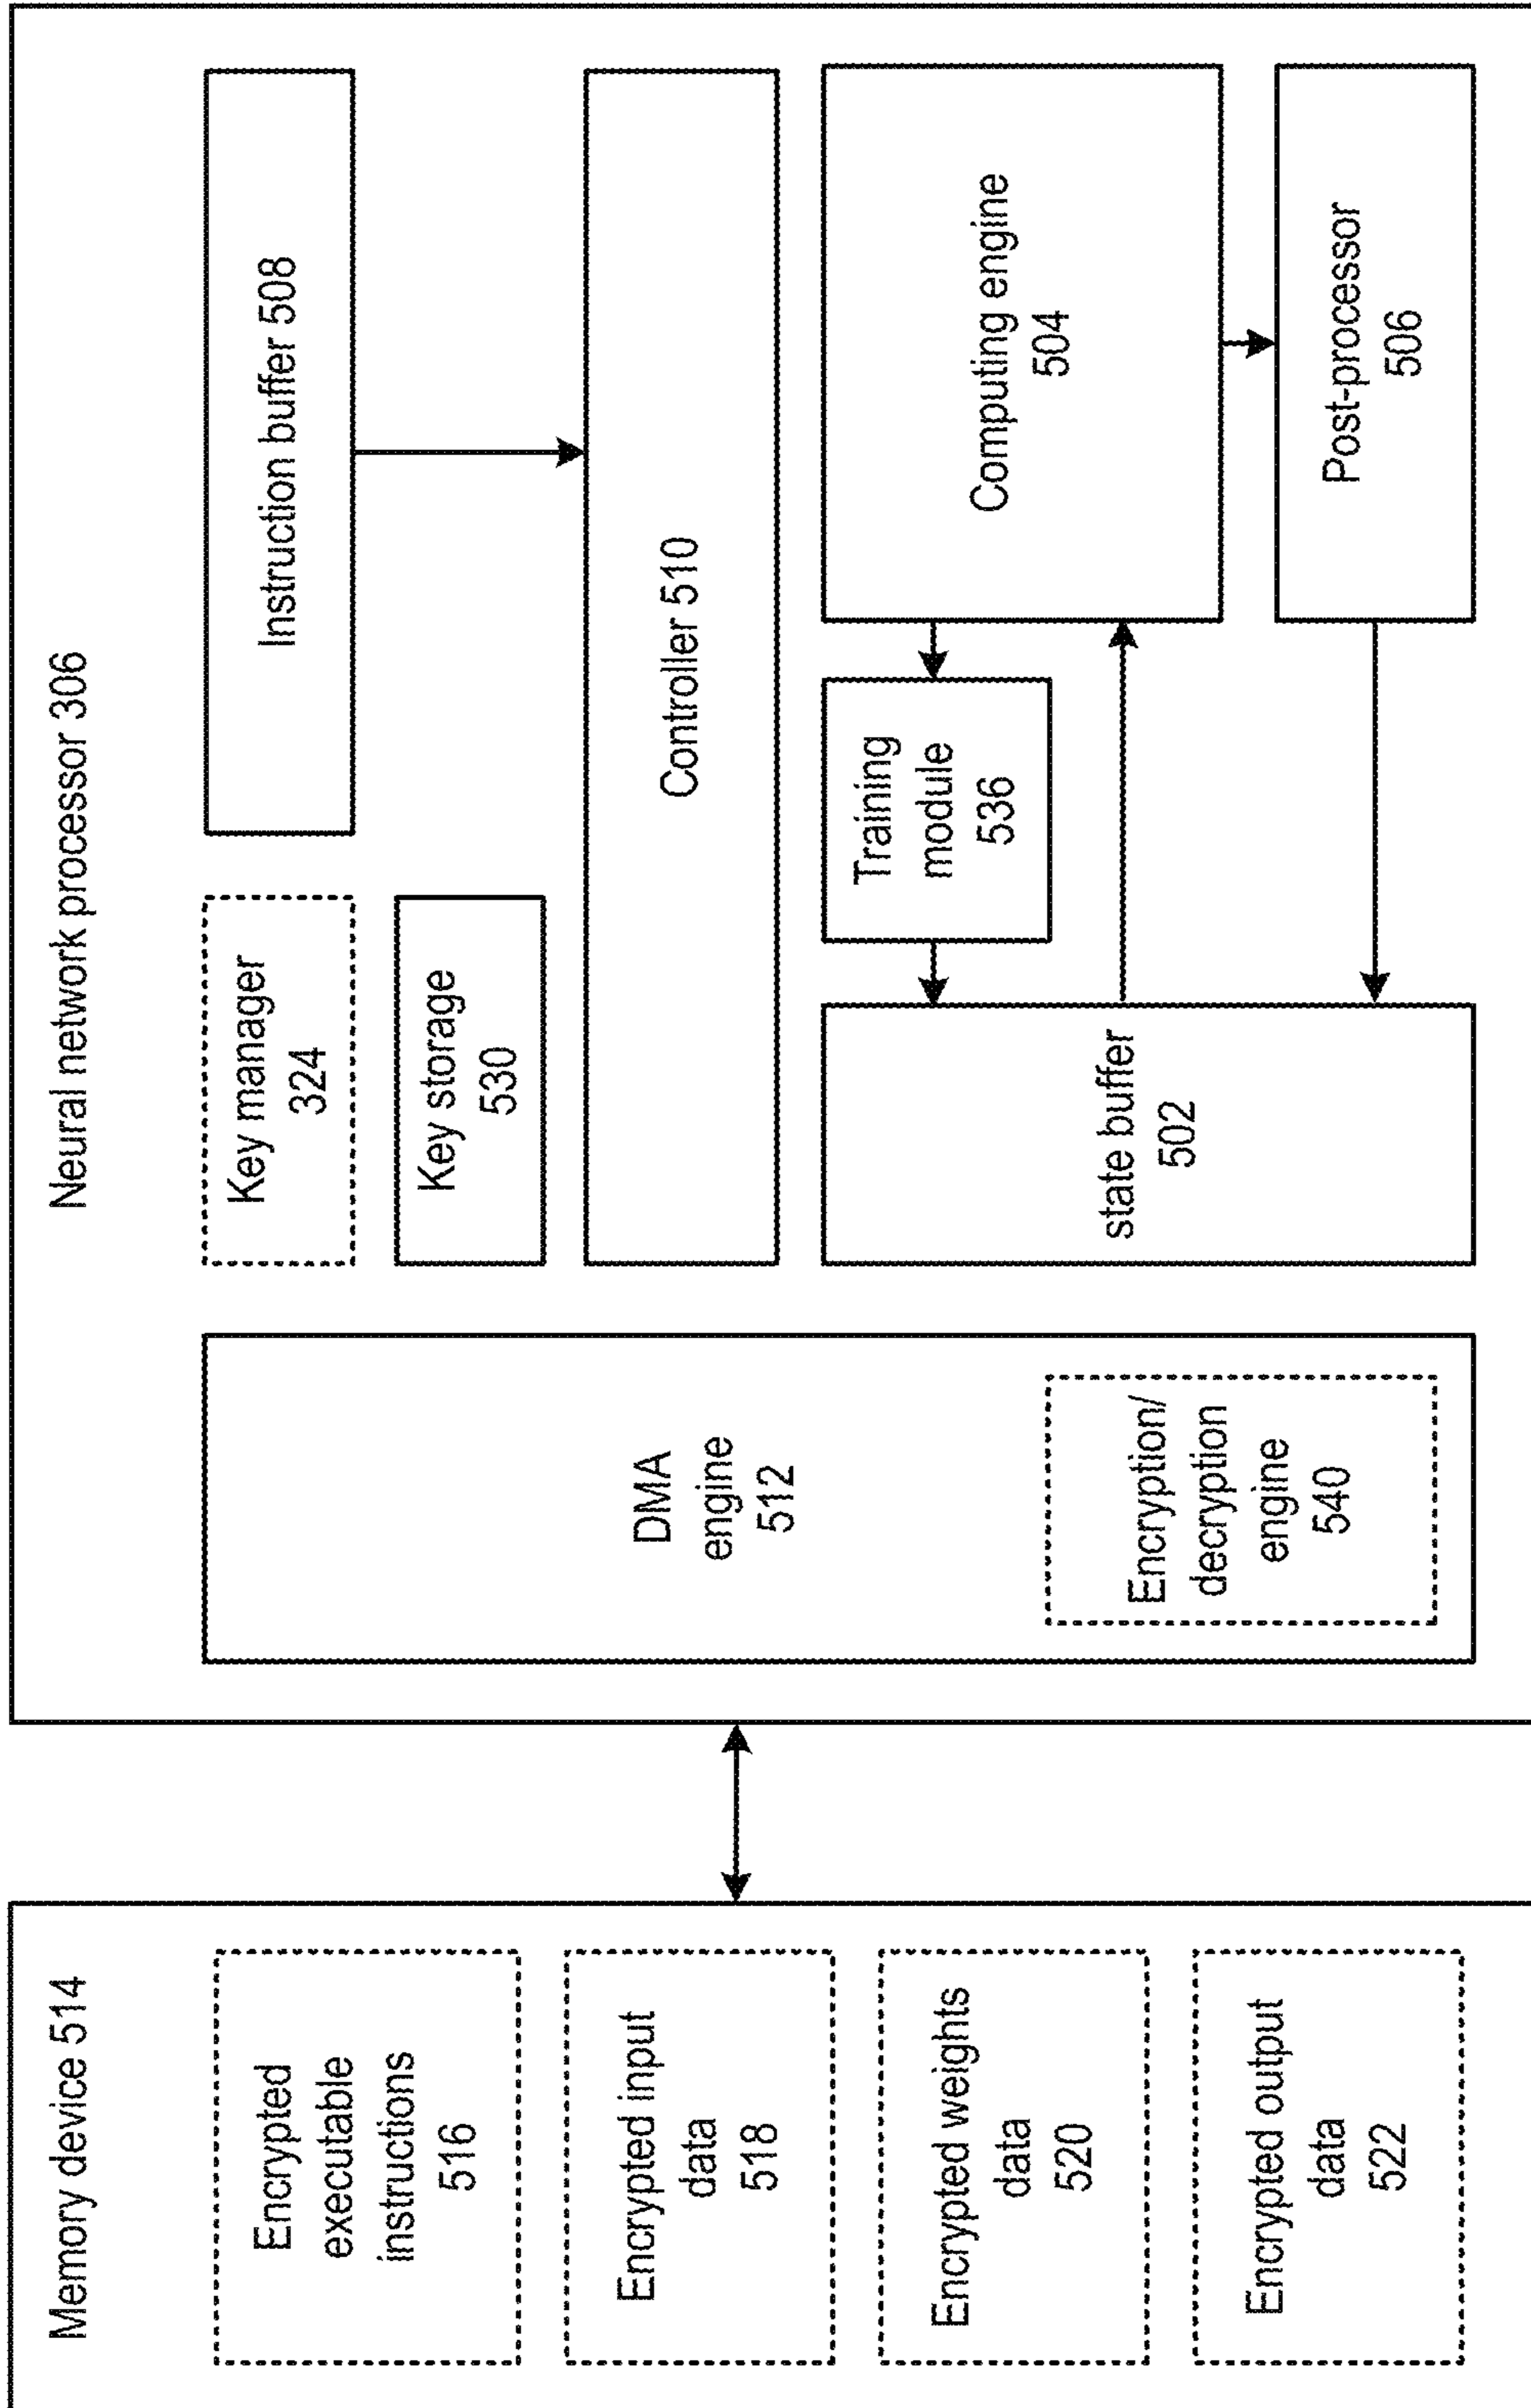 Memory device 514
Encrypted
executable
instructions
516
Encrypted input
data
518
Encrypted weights
data
520
Encrypted output
data
522
Neural network processor 306
DMA
engine
512
Encryption/
decryption
engine
540
Key manager
324
Key storage
530
Instruction buffer 508
Controller 510
state buffer
502
Training
module
536
Computing engine
504
Post-processor
506